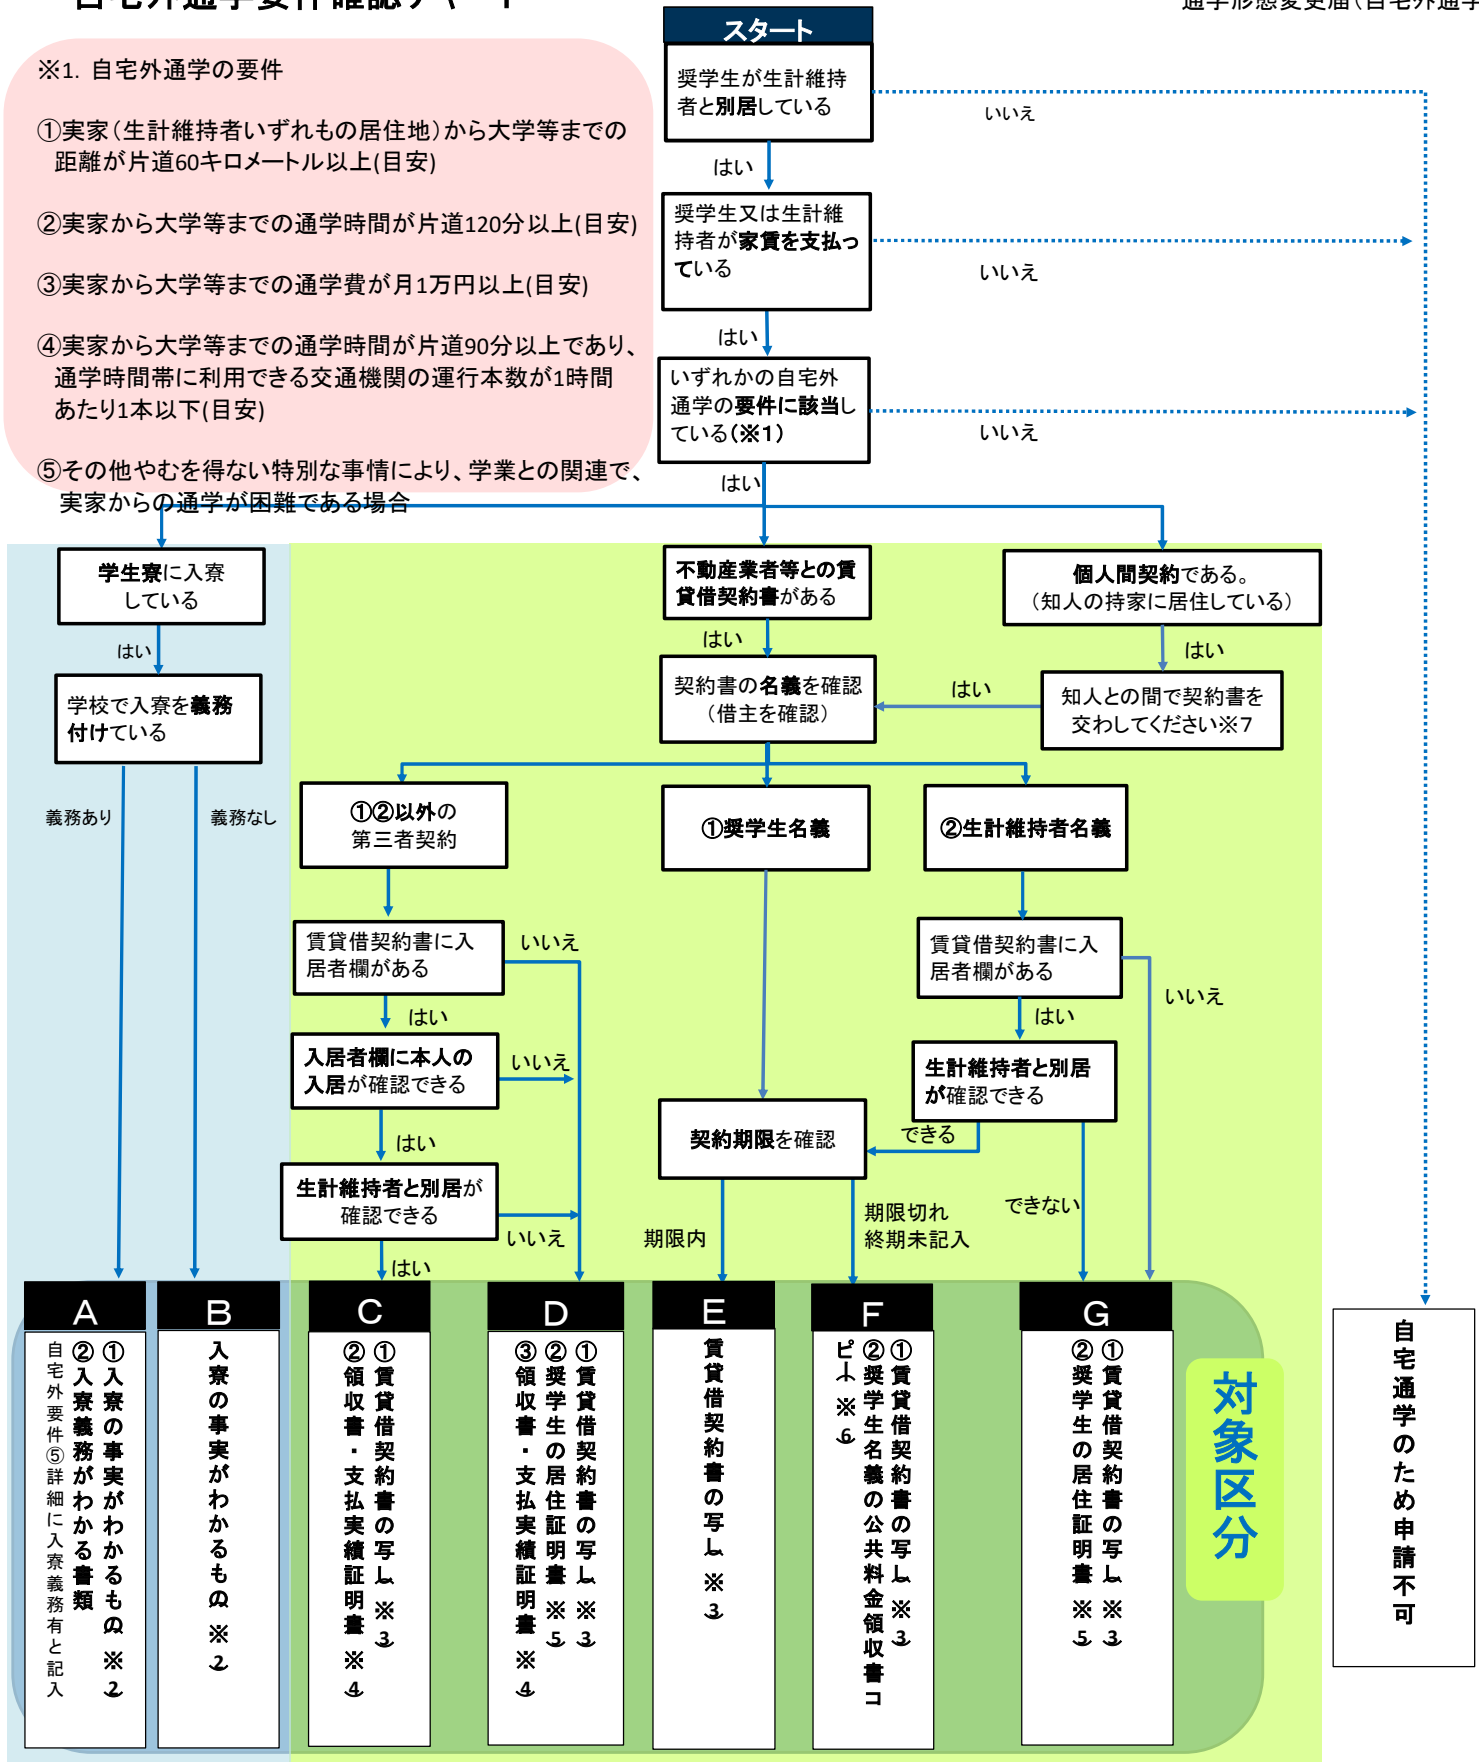 自宅外通学要件確認チャート
通学形態変更届(自宅外通学
※1. 自宅外通学の要件
①実家（生計維持者いずれもの居住地）から大学等までの
距離が片道60キロメートル以上(目安)
②実家から大学等までの通学時間が片道120分以上(目安)
③実家から大学等までの通学費が月1万円以上(目安)
④実家から大学等までの通学時間が片道90分以上であり、
通学時間帯に利用できる交通機関の運行本数が1時間
あたり1本以下(目安)
⑤その他やむを得ない特別な事情により、学業との関連で、
実家からの通学が困難である場合
スタート
奨学生が生計維持
者と別居している
いいえ
はい
奨学生又は生計維
持者が家賃を支払っ
ている
いいえ
はい
いずれかの自宅外
通学の要件に該当し
ている(※1)
いいえ
はい
学生寮に入寮
している
はい
学校で入寮を義務
付けている
義務あり
義務なし
不動産業者等との賃
貸借契約書がある
はい
契約書の名義を確認
（借主を確認）
個人間契約である。
（知人の持家に居住している）
はい
知人との間で契約書を
交わしてください※7
はい
①②以外の
第三者契約
①奨学生名義
②生計維持者名義
賃貸借契約書に入
居者欄がある
いいえ
はい
入居者欄に本人の
入居が確認できる
いいえ
はい
生計維持者と別居が
確認できる
いいえ
はい
賃貸借契約書に入
居者欄がある
いいえ
はい
生計維持者と別居
が確認できる
できる
できない
契約期限を確認
期限内
期限切れ
終期未記入
A
①入寮の事実がわかるもの（※2）
②入寮義務がわかる書類
自宅外要件⑤詳細に入寮義務有と記入
B
入寮の事実がわかるもの（※2）
C
①賃貸借契約書の写し（※3）
②領収書・支払実績証明書（※4）
D
①賃貸借契約書の写し（※3）
②奨学生の居住証明書（※5）
③領収書・支払実績証明書（※4）
E
賃貸借契約書の写し（※3）
F
①賃貸借契約書の写し（※3）
②奨学生名義の公共料金領収書コ
ピー（※6）
G
①賃貸借契約書の写し（※3）
②奨学生の居住証明書（※5）
対象区分
自宅通学のため申請不可